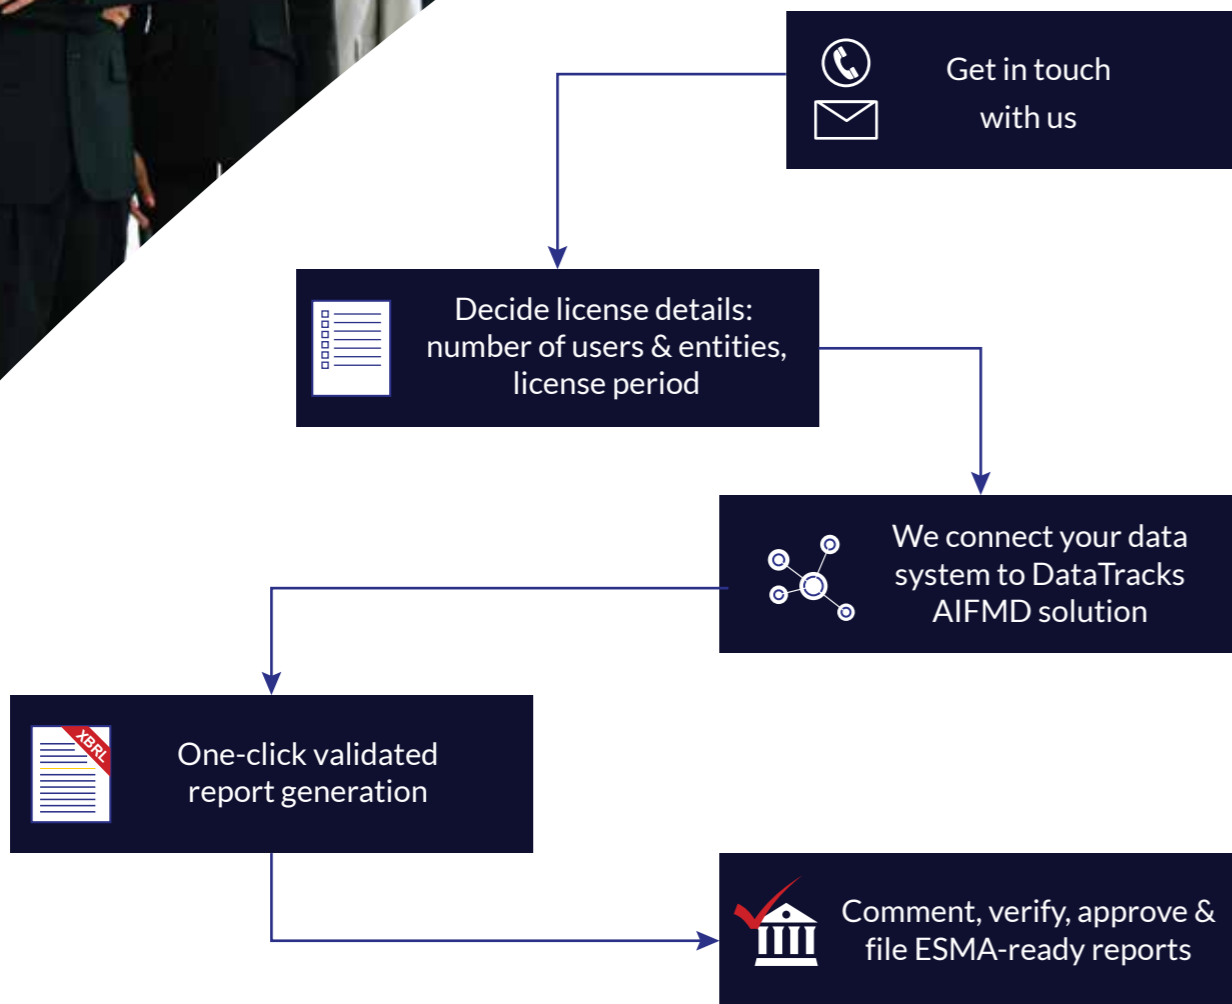 Get in touch
with us
Decide license details:
number of users & entities,
license period
We connect your data
system to DataTracks
AIFMD solution
XBRL
One-click validated
report generation
Comment, verify, approve &
file ESMA-ready reports